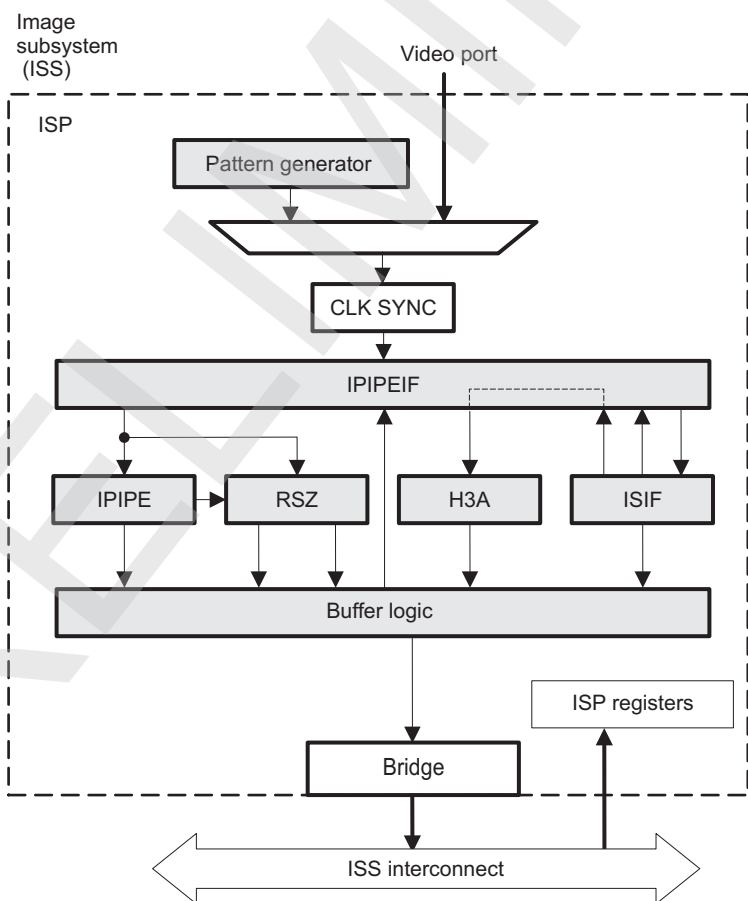 Image
subsystem
(ISS)
Video port
ISP
Pattern generator
CLK SYNC
IPIPEIF
IPIPE
RSZ
H3A
ISIF
Buffer logic
ISP registers
Bridge
ISS interconnect